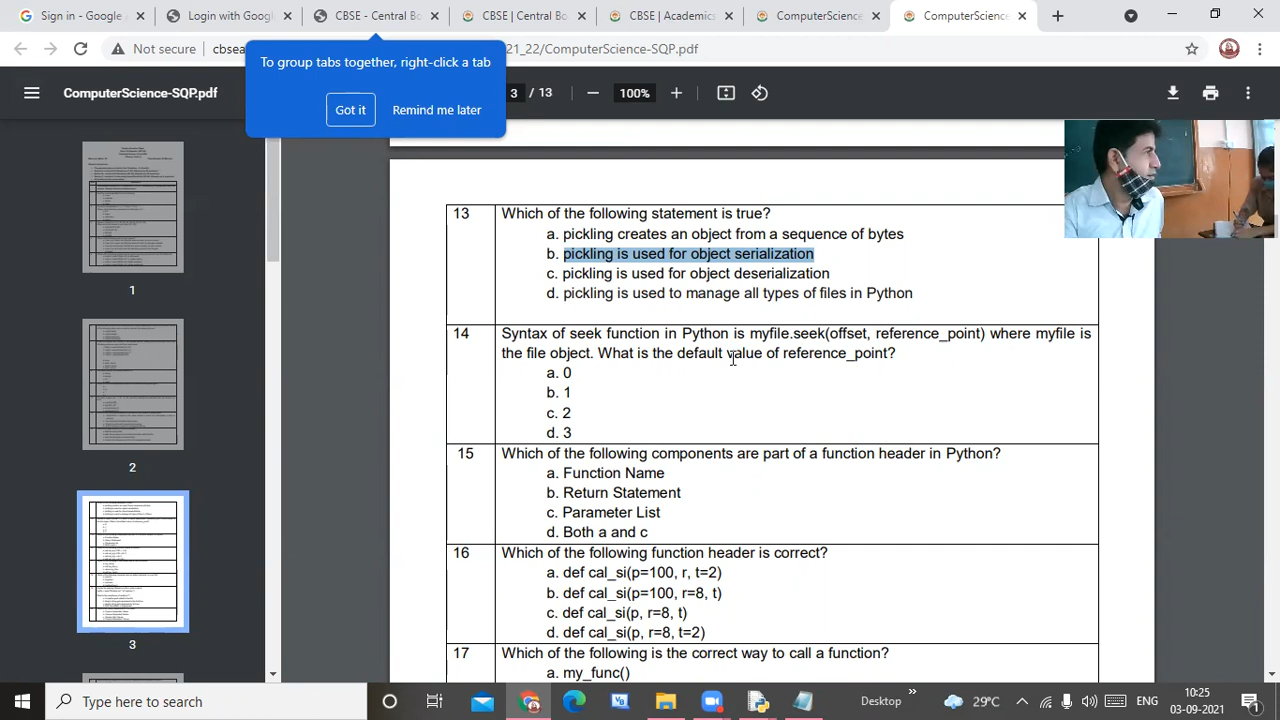 Sign in - Google A
Login with Goog
CBSE - Central Bo
CBSE | Central Bo
CBSE | Academics
ComputerScience
ComputerScience
Not secure
cbsea
21_22/ComputerScience-SQP.pdf
To group tabs together, right-click a tab
Got it
Remind me later
ComputerScience-SQP.pdf
3 / 13
100%
1
2
3
13 Which of the following statement is true?
a. pickling creates an object from a sequence of bytes
b. pickling is used for object serialization
c. pickling is used for object deserialization
d. pickling is used to manage all types of files in Python
14 Syntax of seek function in Python is myfile.seek(offset, reference_point) where myfile is
the file object. What is the default value of reference_point?
a. 0
b. 1
c. 2
d. 3
15 Which of the following components are part of a function header in Python?
a. Function Name
b. Return Statement
c. Parameter List
d. Both a and c
16 Which of the following function header is correct?
a. def cal_si(p=100, r, t=2)
b. def cal_si(p=100, r=8, t)
c. def cal_si(p, r=8, t)
d. def cal_si(p, r=8, t=2)
17 Which of the following is the correct way to call a function?
a. my_func()
Type here to search
Desktop
29°C
ENG
10:25
03-09-2021
1